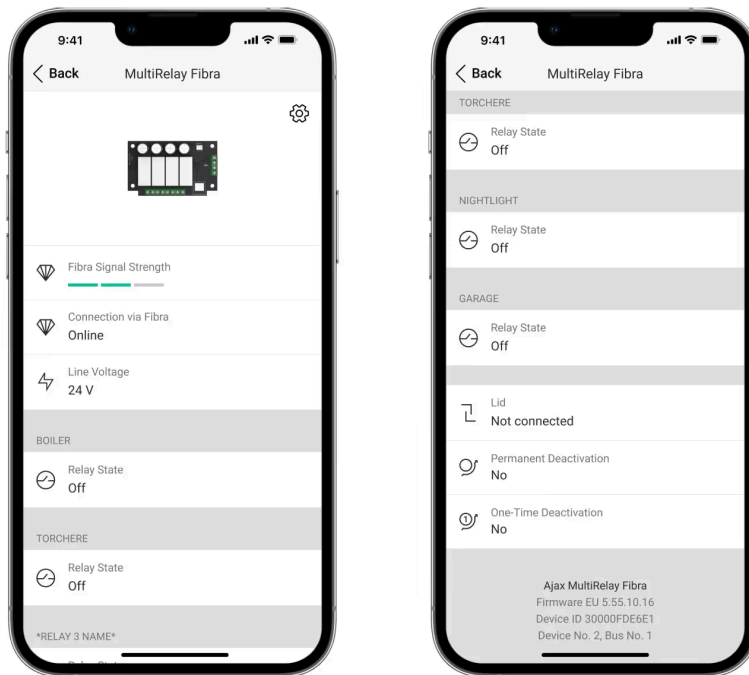 9:41
Back
MultiRelay Fibra
Fibra Signal Strength
Connection via Fibra
Online
Line Voltage
24 V
BOILER
Relay State
Off
TORCHERE
Relay State
Off
*RELAY 3 NAME*
9:41
Back
MultiRelay Fibra
TORCHERE
Relay State
Off
NIGHTLIGHT
Relay State
Off
GARAGE
Relay State
Off
Lid
Not connected
Permanent Deactivation
No
One-Time Deactivation
No
Ajax MultiRelay Fibra
Firmware EU 5.55.10.16
Device ID 30000FDE6E1
Device No. 2, Bus No. 1